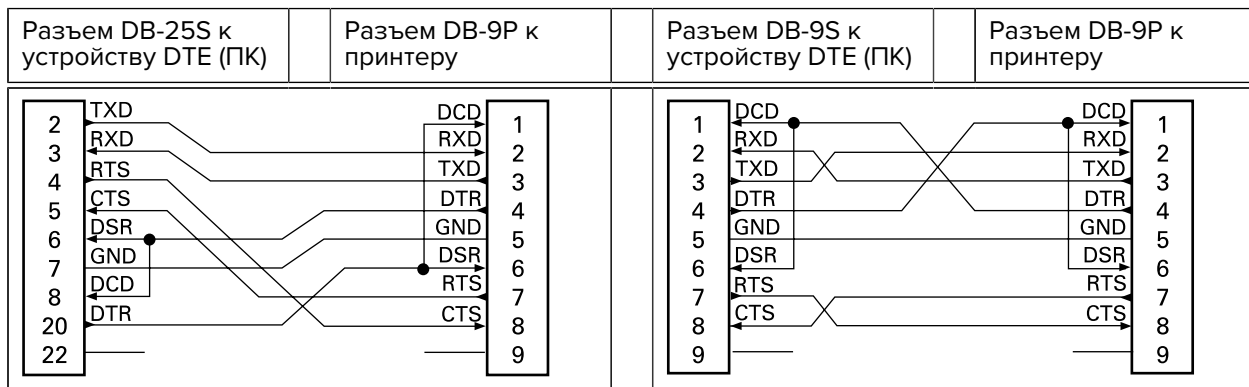 Разъем DB-25S к
устройству DTE (ПК)
Разъем DB-9P к
принтеру
Разъем DB-9S к
устройству DTE (ПК)
Разъем DB-9P к
принтеру
2 TXD
3 RXD
4 RTS
5 CTS
6 DSR
7 GND
8 DCD
20 DTR
22
DCD 1
RXD 2
TXD 3
DTR 4
GND 5
DSR 6
RTS 7
CTS 8
9
1 DCD
2 RXD
3 TXD
4 DTR
5 GND
6 DSR
7 RTS
8 CTS
9
DCD 1
RXD 2
TXD 3
DTR 4
GND 5
DSR 6
RTS 7
CTS 8
9